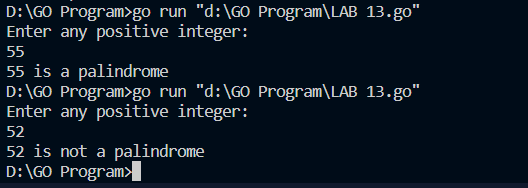 D:\GO Program>go run "d:\GO Program\LAB 13.go"
Enter any positive integer:
55
55 is a palindrome
D:\GO Program>go run "d:\GO Program\LAB 13.go"
Enter any positive integer:
52
52 is not a palindrome
D:\GO Program>